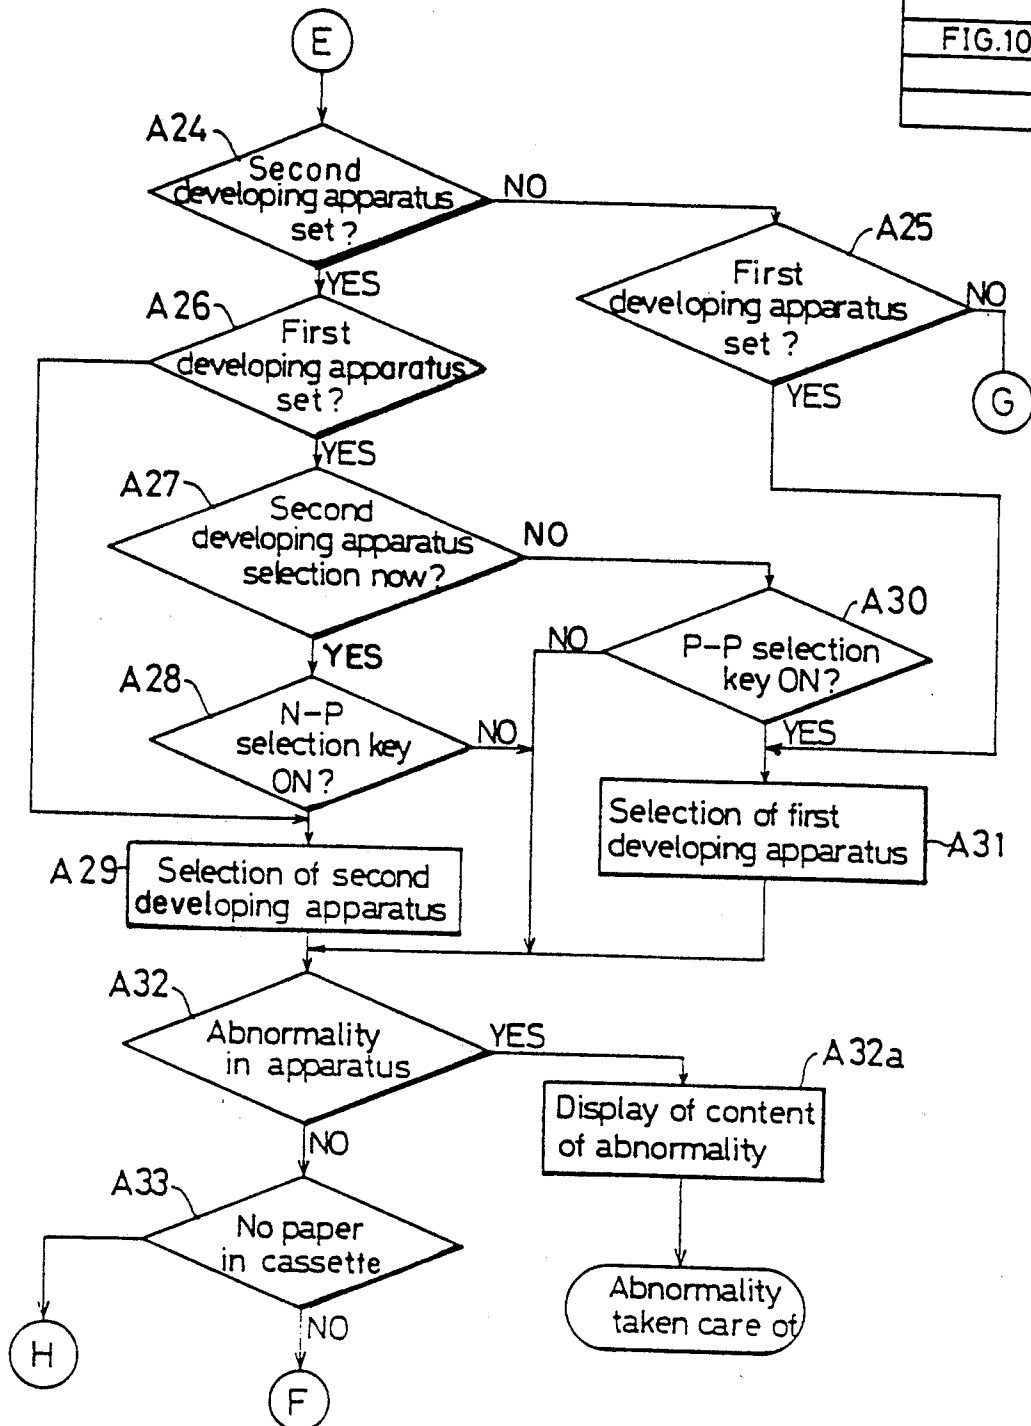 E
FIG.10
A24
Second
developing apparatus
set?
NO
YES
A25
First
developing apparatus
set?
NO
YES
G
A26
First
developing apparatus
set?
YES
A27
Second
developing apparatus
selection now?
NO
YES
A30
P-P selection
key ON?
NO
YES
A28
N-P
selection key
ON?
NO
A29
Selection of second
developing apparatus
Selection of first
developing apparatus
A31
A32
Abnormality
in apparatus
YES
NO
A32a
Display of content
of abnormality
A33
No paper
in cassette
NO
Abnormality
taken care of
H
F